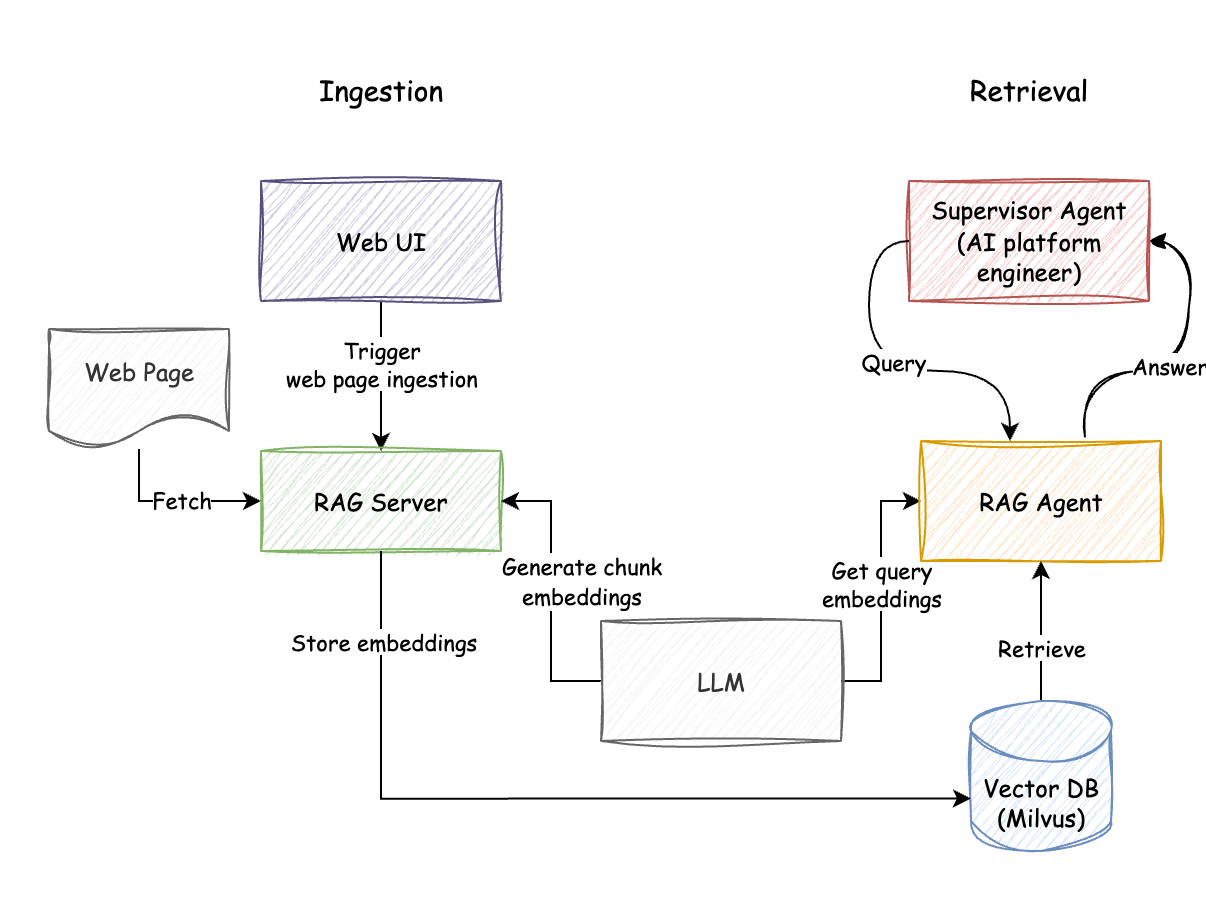 Ingestion
Retrieval
Web UI
Supervisor Agent
(AI platform
engineer)
Trigger
web page ingestion
Web Page
Query
Answer
Fetch
RAG Server
RAG Agent
Generate chunk
embeddings
Get query
embeddings
Store embeddings
Retrieve
LLM
Vector DB
(Milvus)